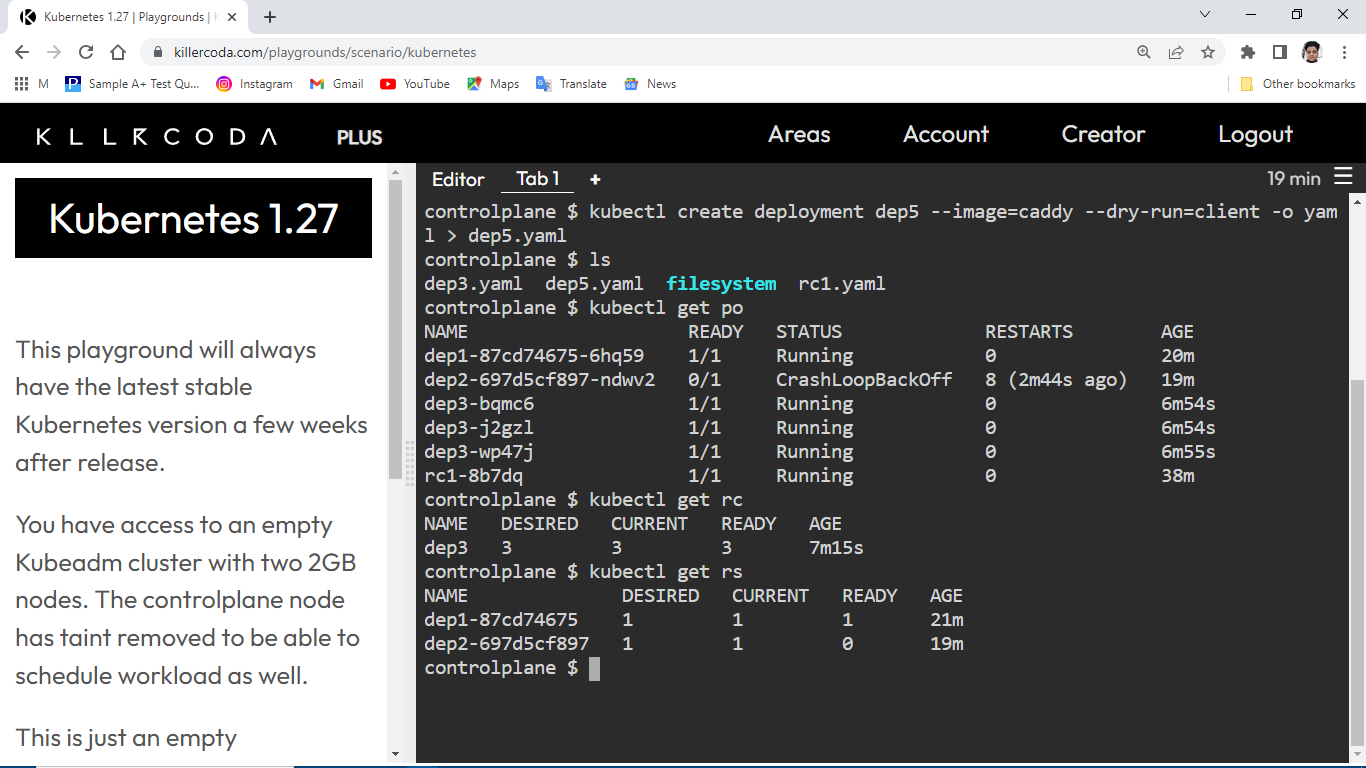 Kubernetes 1.27 | Playgrounds |
killercoda.com/playgrounds/scenario/kubernetes
M Sample A+ Test Qu... Instagram Gmail YouTube Maps Translate News Other bookmarks
KLLRCODA PLUS Areas Account Creator Logout
Kubernetes 1.27
This playground will always
have the latest stable
Kubernetes version a few weeks
after release.
You have access to an empty
Kubeadm cluster with two 2GB
nodes. The controlplane node
has taint removed to be able to
schedule workload as well.
This is just an empty
Editor Tab 1 + 19 min
controlplane $ kubectl create deployment dep5 --image=caddy --dry-run=client -o yam
l > dep5.yaml
controlplane $ ls
dep3.yaml  dep5.yaml  filesystem  rc1.yaml
controlplane $ kubectl get po
NAME                    READY   STATUS             RESTARTS        AGE
dep1-87cd74675-6hq59    1/1     Running            0               20m
dep2-697d5cf897-ndwv2   0/1     CrashLoopBackOff   8 (2m44s ago)   19m
dep3-bqmc6              1/1     Running            0               6m54s
dep3-j2gzl              1/1     Running            0               6m54s
dep3-wp47j              1/1     Running            0               6m55s
rc1-8b7dq               1/1     Running            0               38m
controlplane $ kubectl get rc
NAME   DESIRED   CURRENT   READY   AGE
dep3   3         3         3       7m15s
controlplane $ kubectl get rs
NAME              DESIRED   CURRENT   READY   AGE
dep1-87cd74675    1         1         1       21m
dep2-697d5cf897   1         1         0       19m
controlplane $